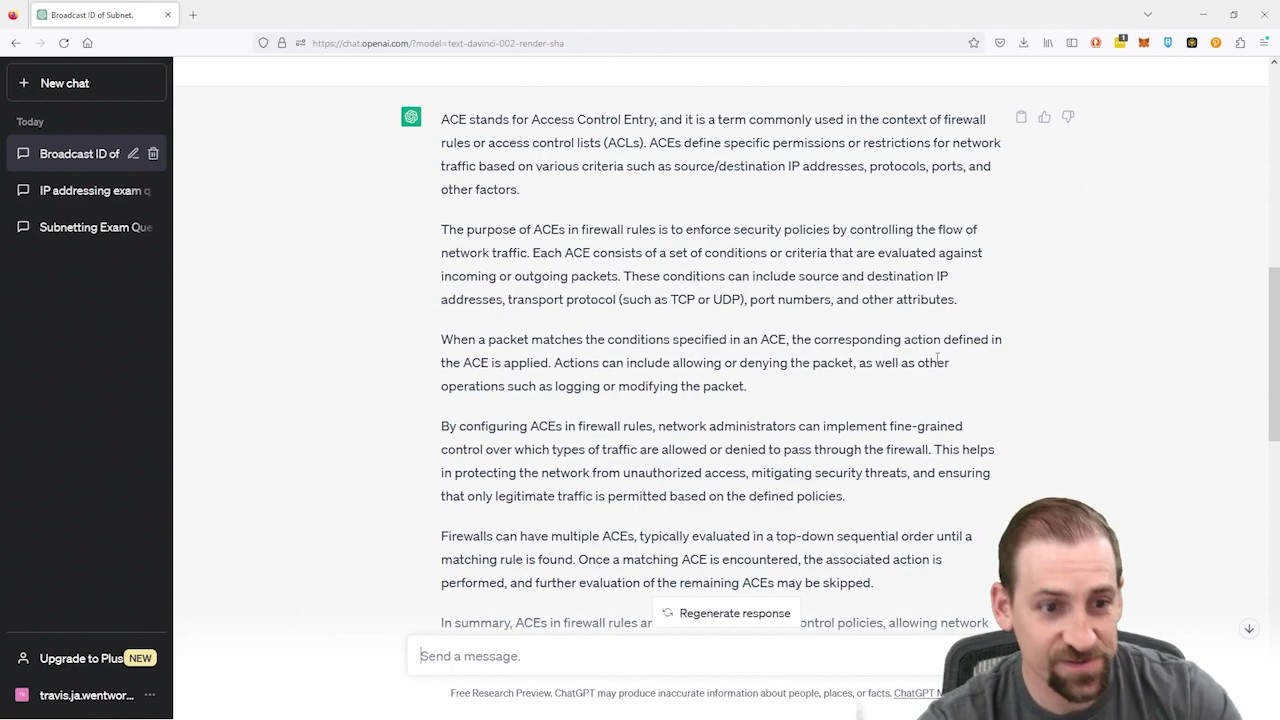 Broadcast ID of Subnet.
https://chat.openai.com/?model=text-davinci-002-render-sha
1
New chat
Today
Broadcast ID of
IP addressing exam q
Subnetting Exam Que
ACE stands for Access Control Entry, and it is a term commonly used in the context of firewall
rules or access control lists (ACLs). ACEs define specific permissions or restrictions for network
traffic based on various criteria such as source/destination IP addresses, protocols, ports, and
other factors.
The purpose of ACEs in firewall rules is to enforce security policies by controlling the flow of
network traffic. Each ACE consists of a set of conditions or criteria that are evaluated against
incoming or outgoing packets. These conditions can include source and destination IP
addresses, transport protocol (such as TCP or UDP), port numbers, and other attributes.
When a packet matches the conditions specified in an ACE, the corresponding action defined in
the ACE is applied. Actions can include allowing or denying the packet, as well as other
operations such as logging or modifying the packet.
By configuring ACEs in firewall rules, network administrators can implement fine-grained
control over which types of traffic are allowed or denied to pass through the firewall. This helps
in protecting the network from unauthorized access, mitigating security threats, and ensuring
that only legitimate traffic is permitted based on the defined policies.
Firewalls can have multiple ACEs, typically evaluated in a top-down sequential order until a
matching rule is found. Once a matching ACE is encountered, the associated action is
performed, and further evaluation of the remaining ACEs may be skipped.
In summary, ACEs in firewall rules ar
ontrol policies, allowing network
Regenerate response
Send a message.
Free Research Preview. ChatGPT may produce inaccurate information about people, places, or facts. ChatGPT M
Upgrade to Plus NEW
travis.ja.wentwor...